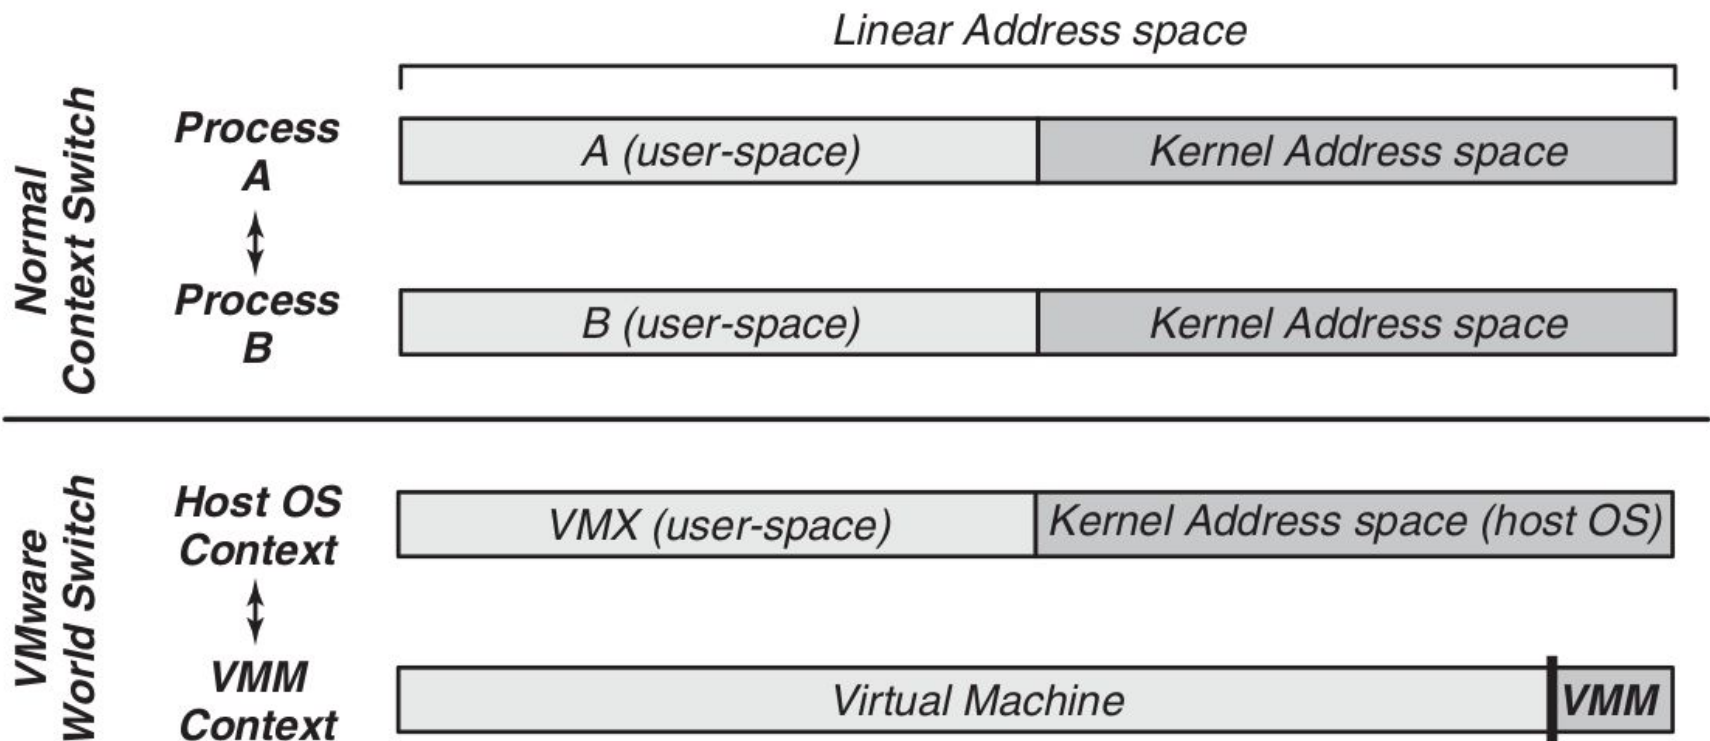 Linear Address space
Normal
Context Switch
Process
A
A (user-space)
Kernel Address space
Process
B
B (user-space)
Kernel Address space
VMware
World Switch
Host OS
Context
VMX (user-space)
Kernel Address space (host OS)
VMM
Context
Virtual Machine
VMM